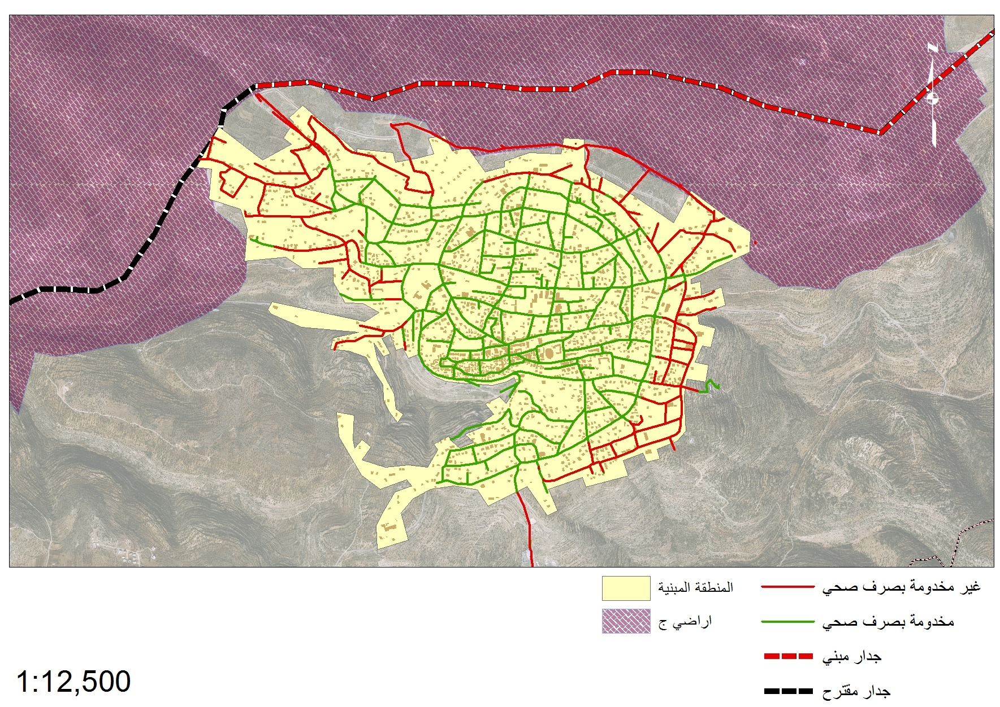 N
غير مخدومة بصرف صحي
المنطقة المبنية
مخدومة بصرف صحي
اراضي ج
جدار مبني
جدار مقترح
1:12,500